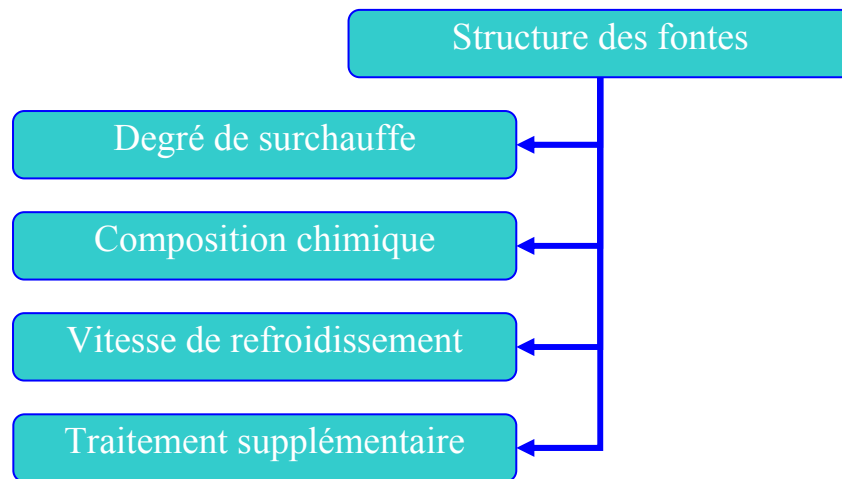 Structure des fontes
Degré de surchauffe
Composition chimique
Vitesse de refroidissement
Traitement supplémentaire